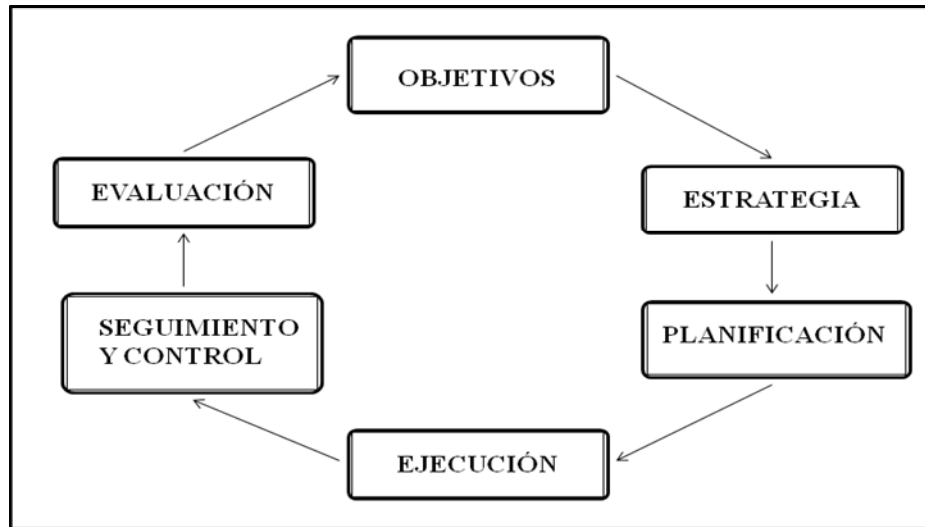 OBJETIVOS
ESTRATEGIA
PLANIFICACIÓN
EJECUCIÓN
SEGUIMIENTO
Y CONTROL
EVALUACIÓN